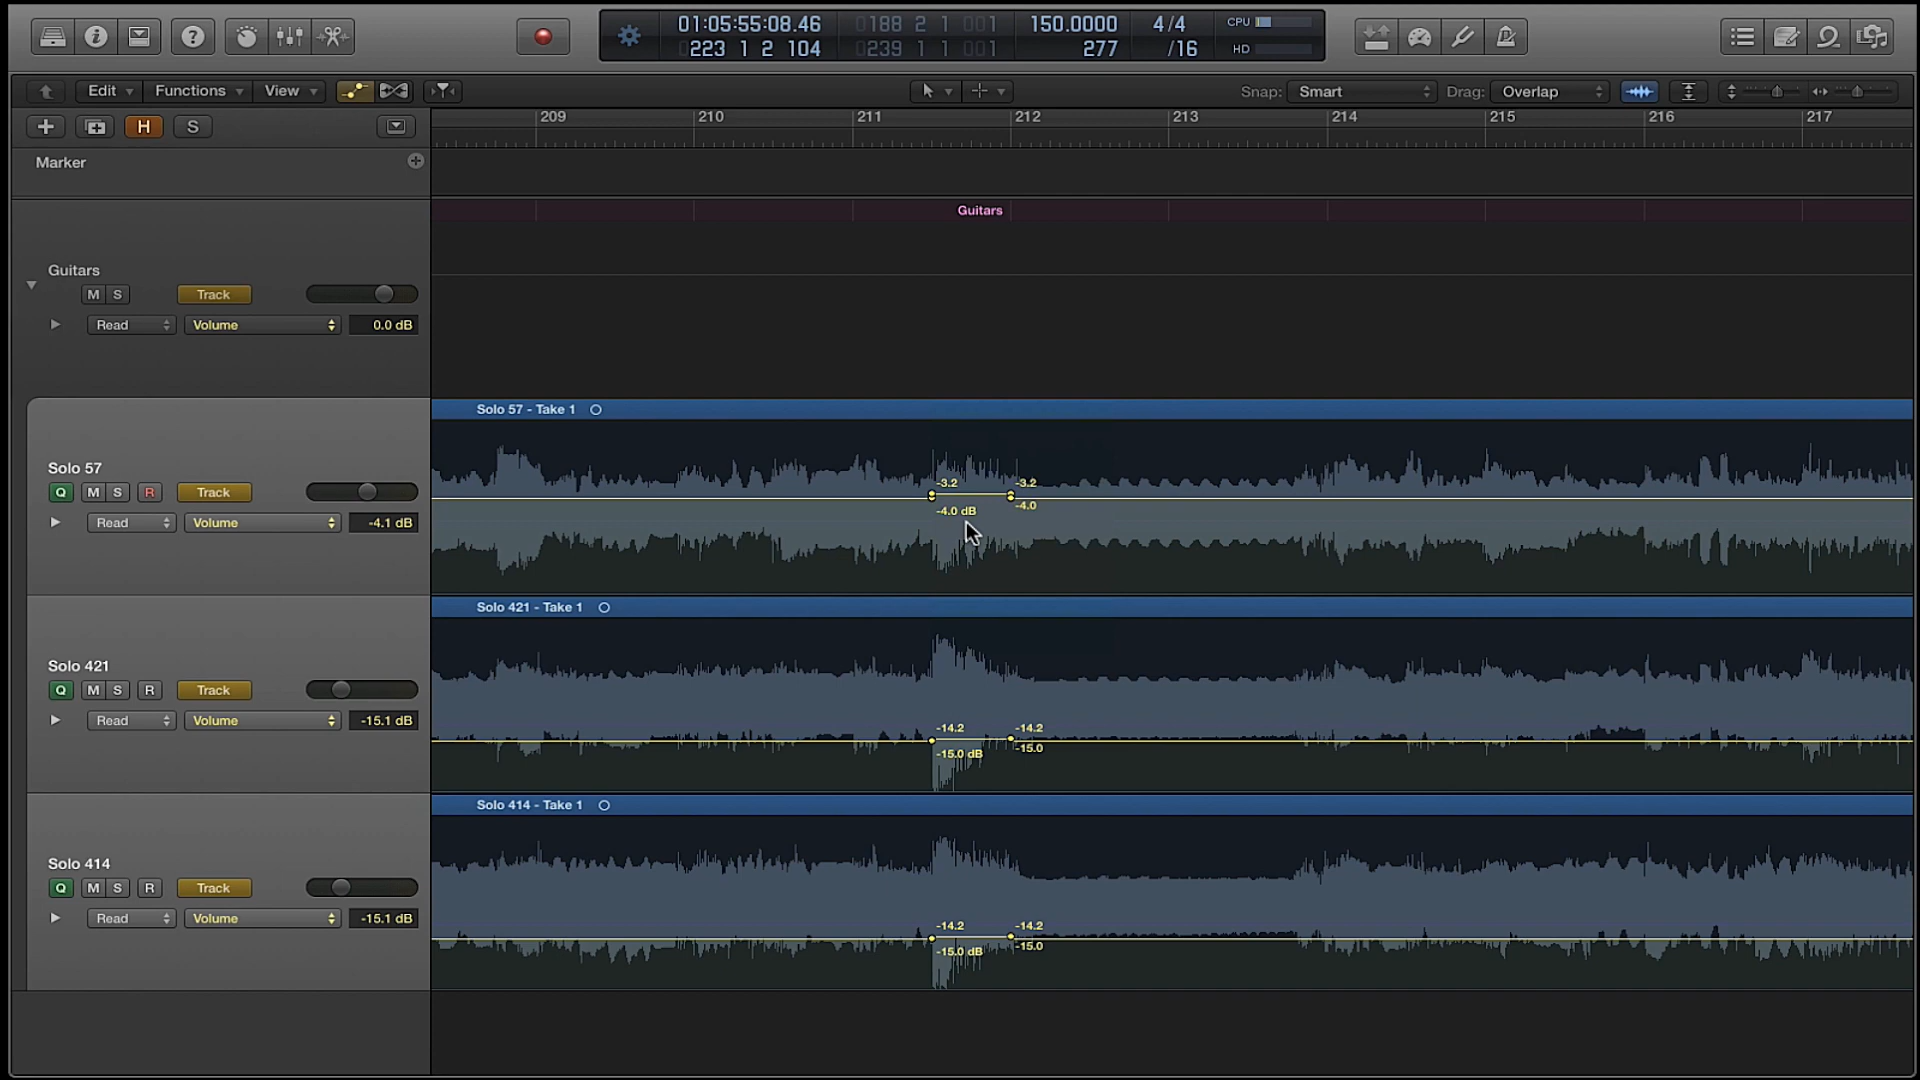 01:05:55:08.46 0188 2 1 001 150.0000 4/4 CPU
223 1 2 104 0239 1 1 001 277 /16 HD
Edit Functions View Snap: Smart Drag: Overlap
H S
209 210 211 212 213 214 215 216 217
Marker
Guitars
Guitars
M S Track
Read Volume 0.0 dB
Solo 57 - Take 1
Solo 57
-3.2 -3.2
Q M S R Track
-4.0 dB -4.0
Read Volume -4.1 dB
Solo 421 - Take 1
Solo 421
Q M S R Track
Read Volume -15.1 dB
-14.2 -14.2
-15.0 dB -15.0
Solo 414 - Take 1
Solo 414
Q M S R Track
Read Volume -15.1 dB
-14.2 -14.2
-15.0 dB -15.0